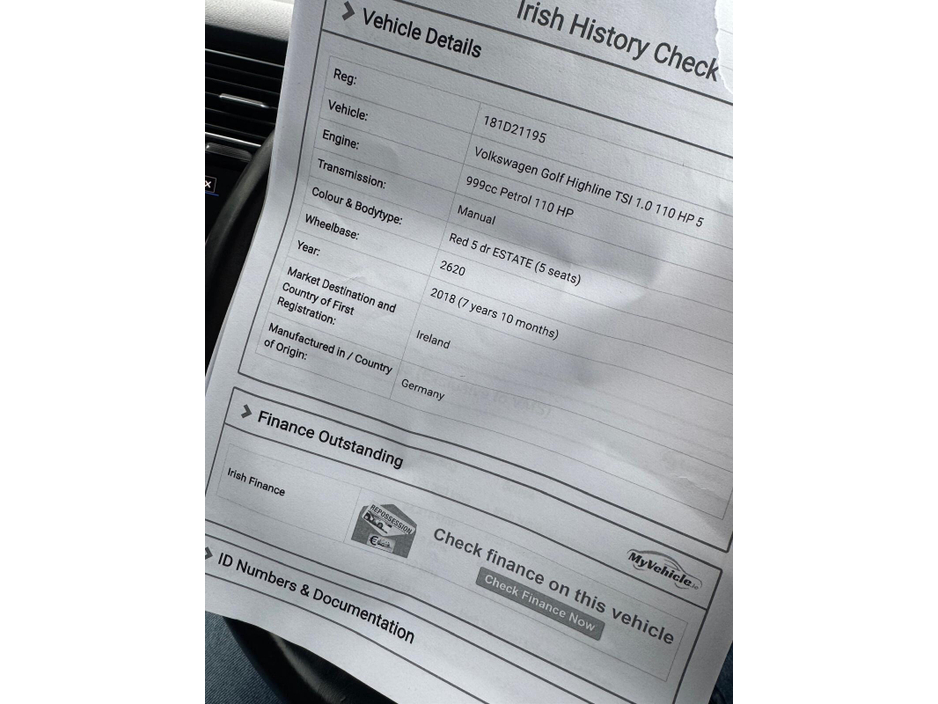 Irish History Check
Vehicle Details
Reg: 181D21195
Vehicle: Volkswagen Golf Highline TSI 1.0 110 HP 5
Engine: 999cc Petrol 110 HP
Transmission: Manual
Colour & Bodytype: Red 5 dr ESTATE (5 seats)
Wheelbase: 2620
Year: 2018 (7 years 10 months)
Market Destination and
Country of First
Registration:
Ireland
Manufactured in / Country
of Origin:
Germany
Finance Outstanding
Irish Finance
REPOSSESSION
Check finance on this vehicle
Check Finance Now
MyVehicle.ie
ID Numbers & Documentation